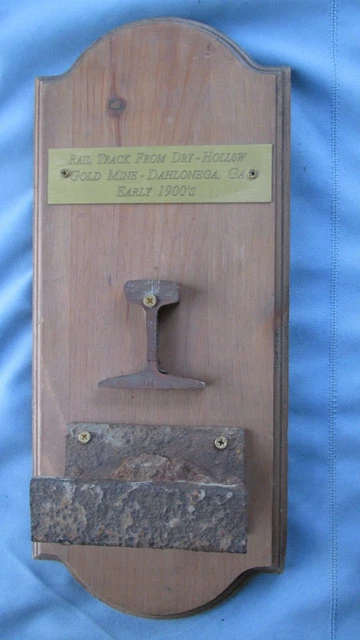 Rail Track From Dry-Hollow
Gold Mine - Dahlonega, Ga
Early 1900's